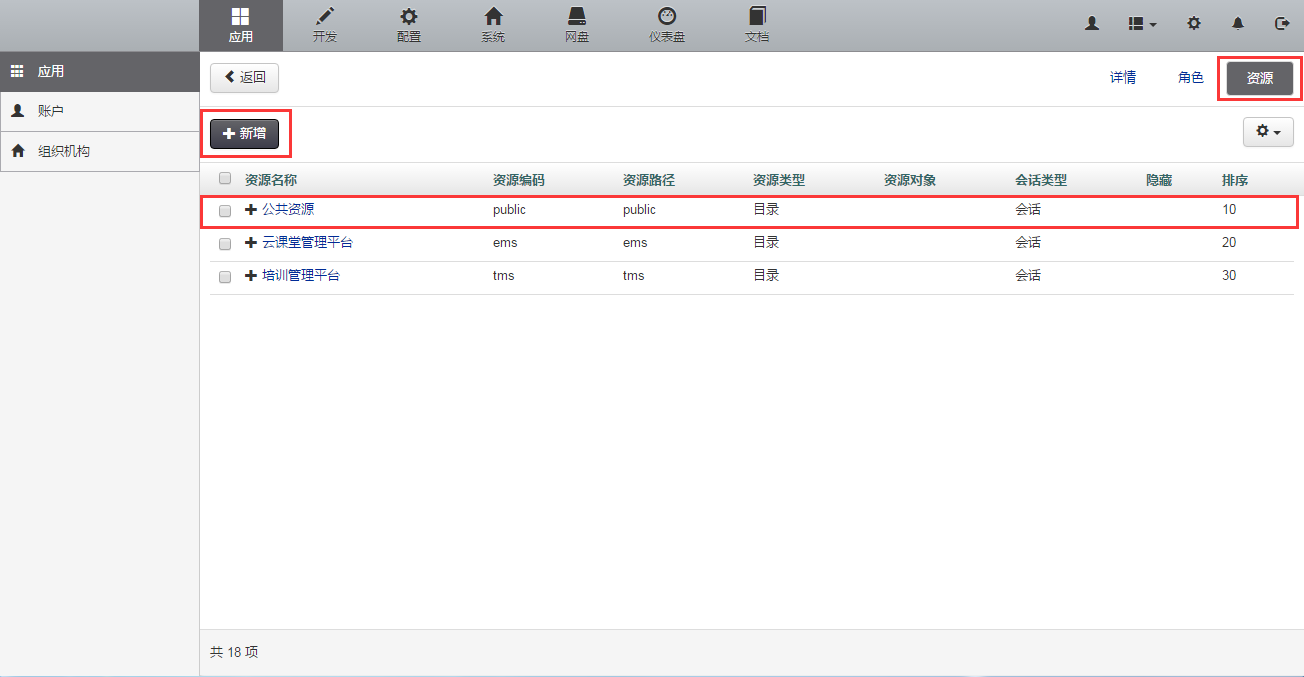 应用 开发 配置 系统 网盘 仪表盘 文档
应用
账户
组织机构
返回 详情 角色 资源
新增
资源名称 资源编码 资源路径 资源类型 资源对象 会话类型 隐藏 排序
公共资源 public public 目录 会话 10
云课堂管理平台 ems ems 目录 会话 20
培训管理平台 tms tms 目录 会话 30
共 18 项